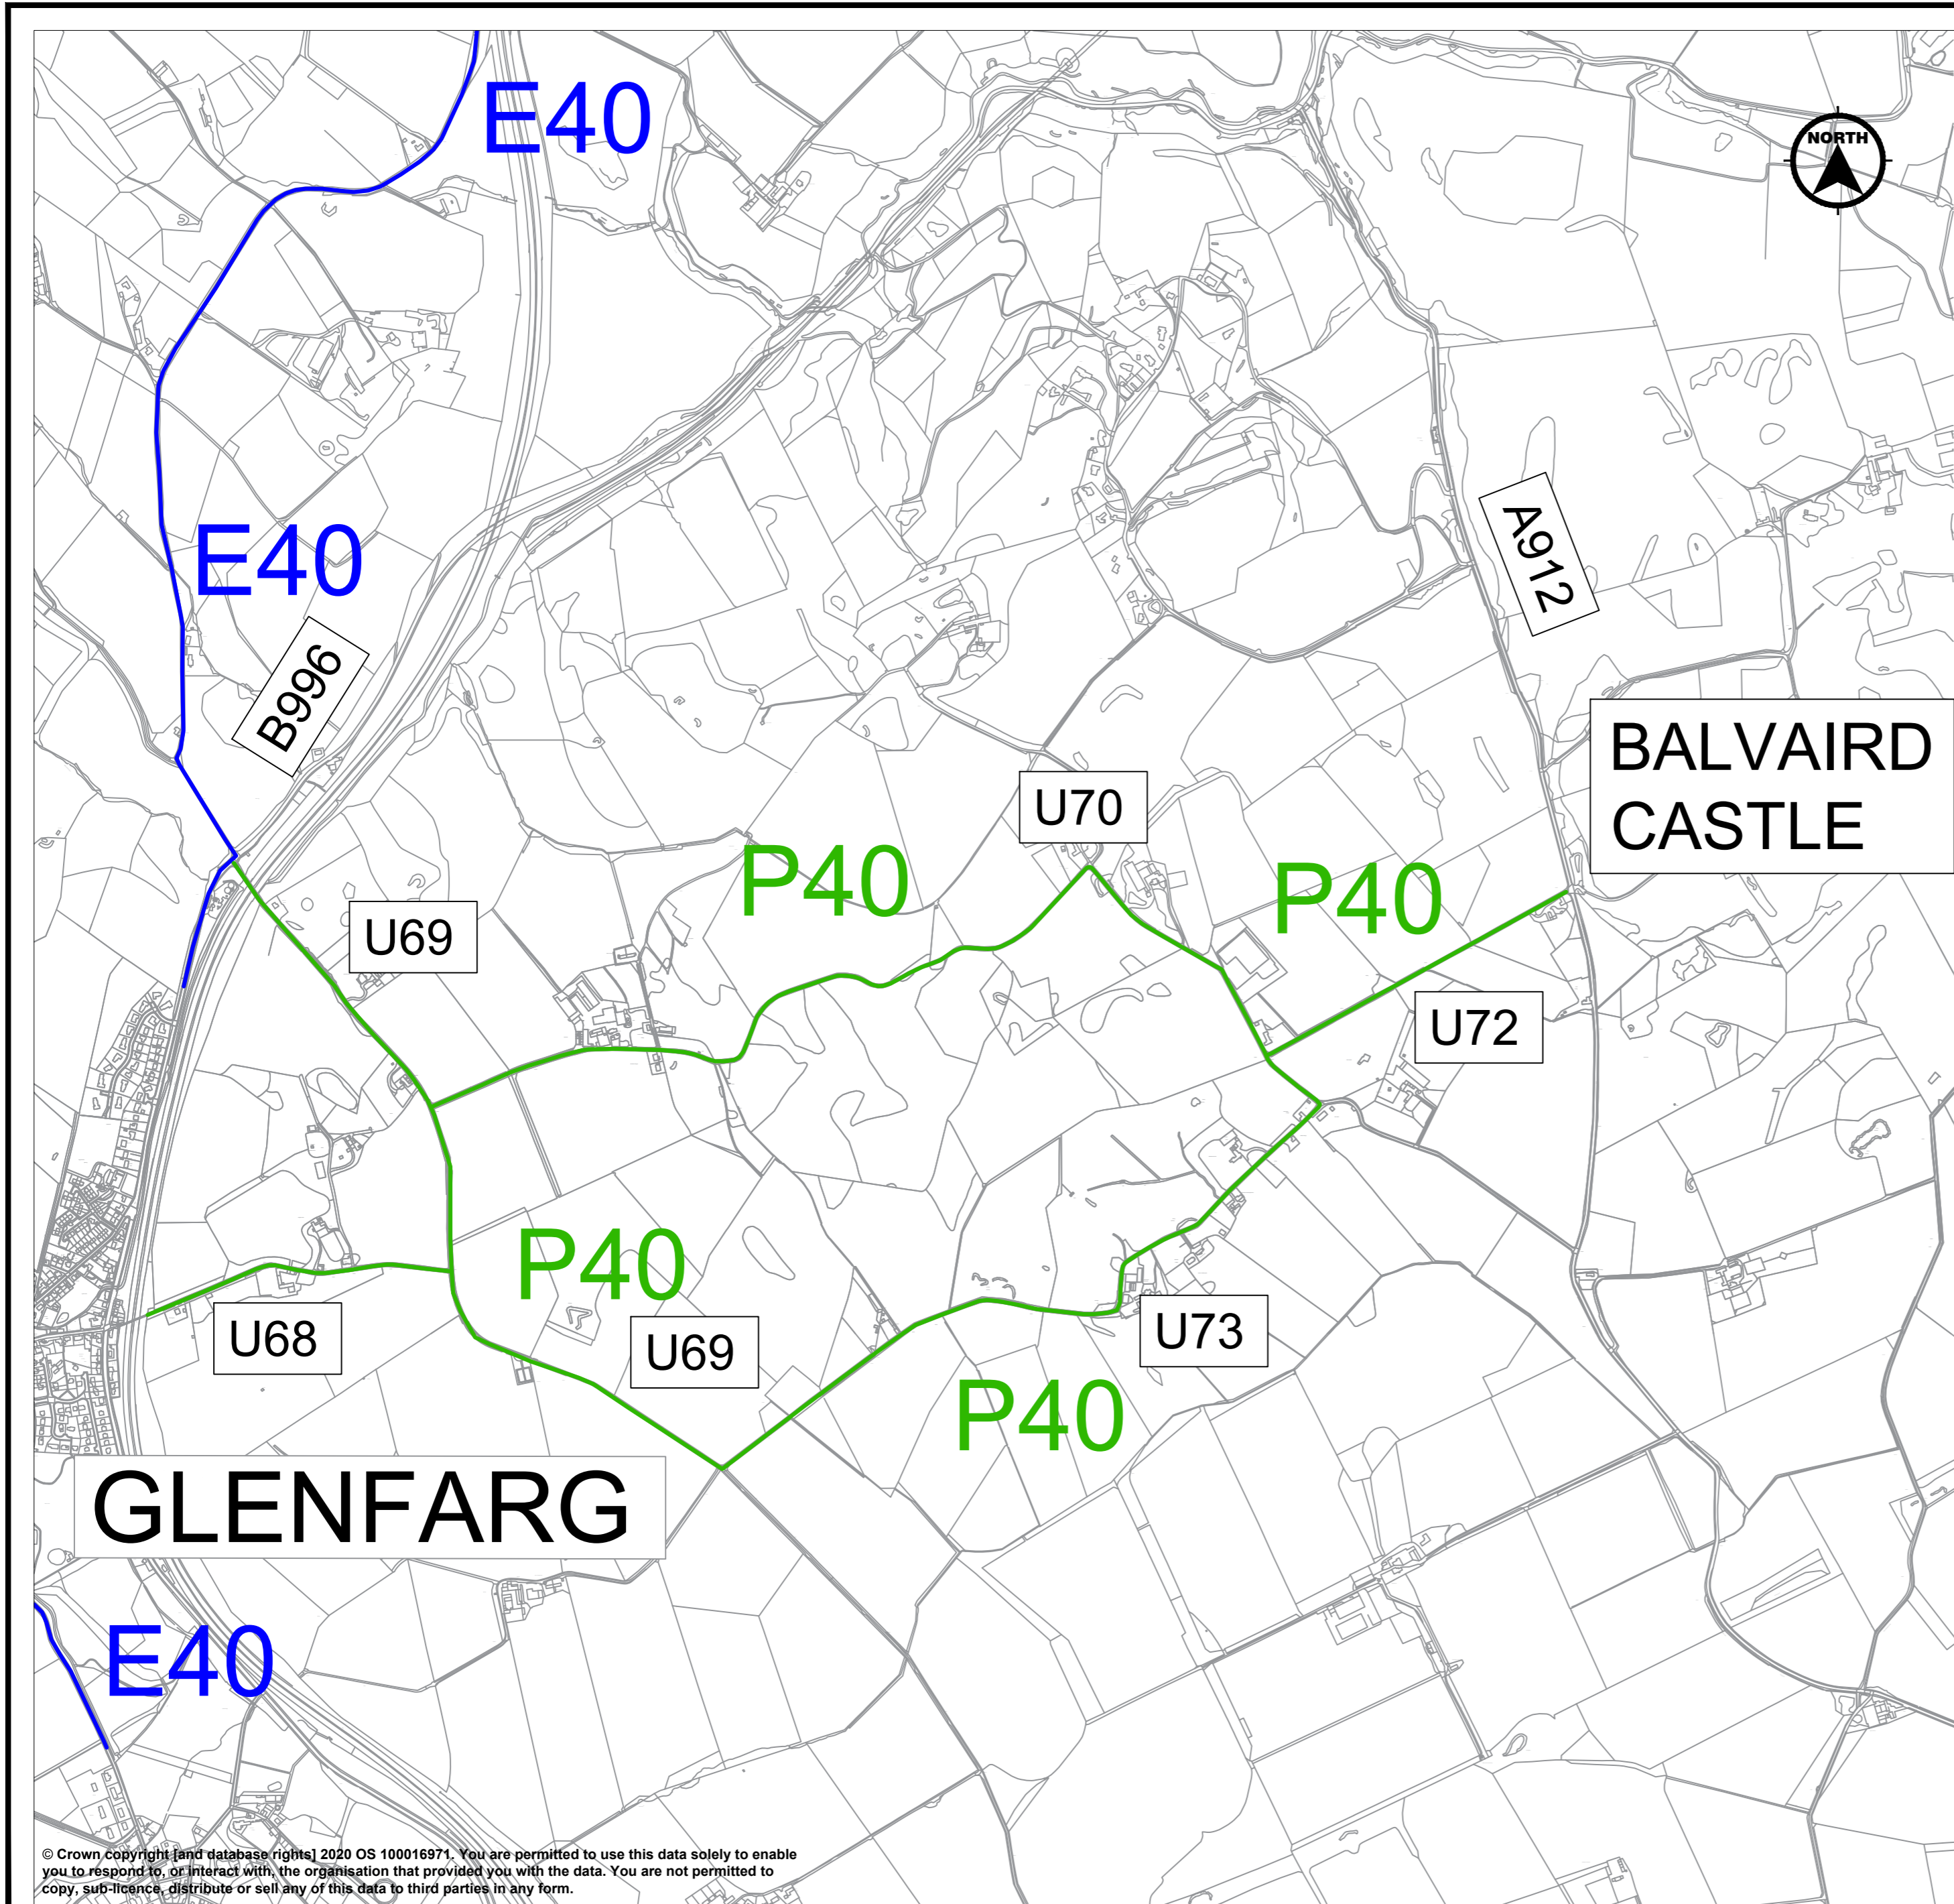 E40
NORTH
E40
A912
B996
BALVAIRD
CASTLE
U70
P40
P40
U69
U72
P40
U68
U69
U73
P40
GLENFARG
E40
© Crown copyright [and database rights] 2020 OS 100016971. You are permitted to use this data solely to enable
you to respond to, or interact with, the organisation that provided you with the data. You are not permitted to
copy, sub-licence, distribute or sell any of this data to third parties in any form.